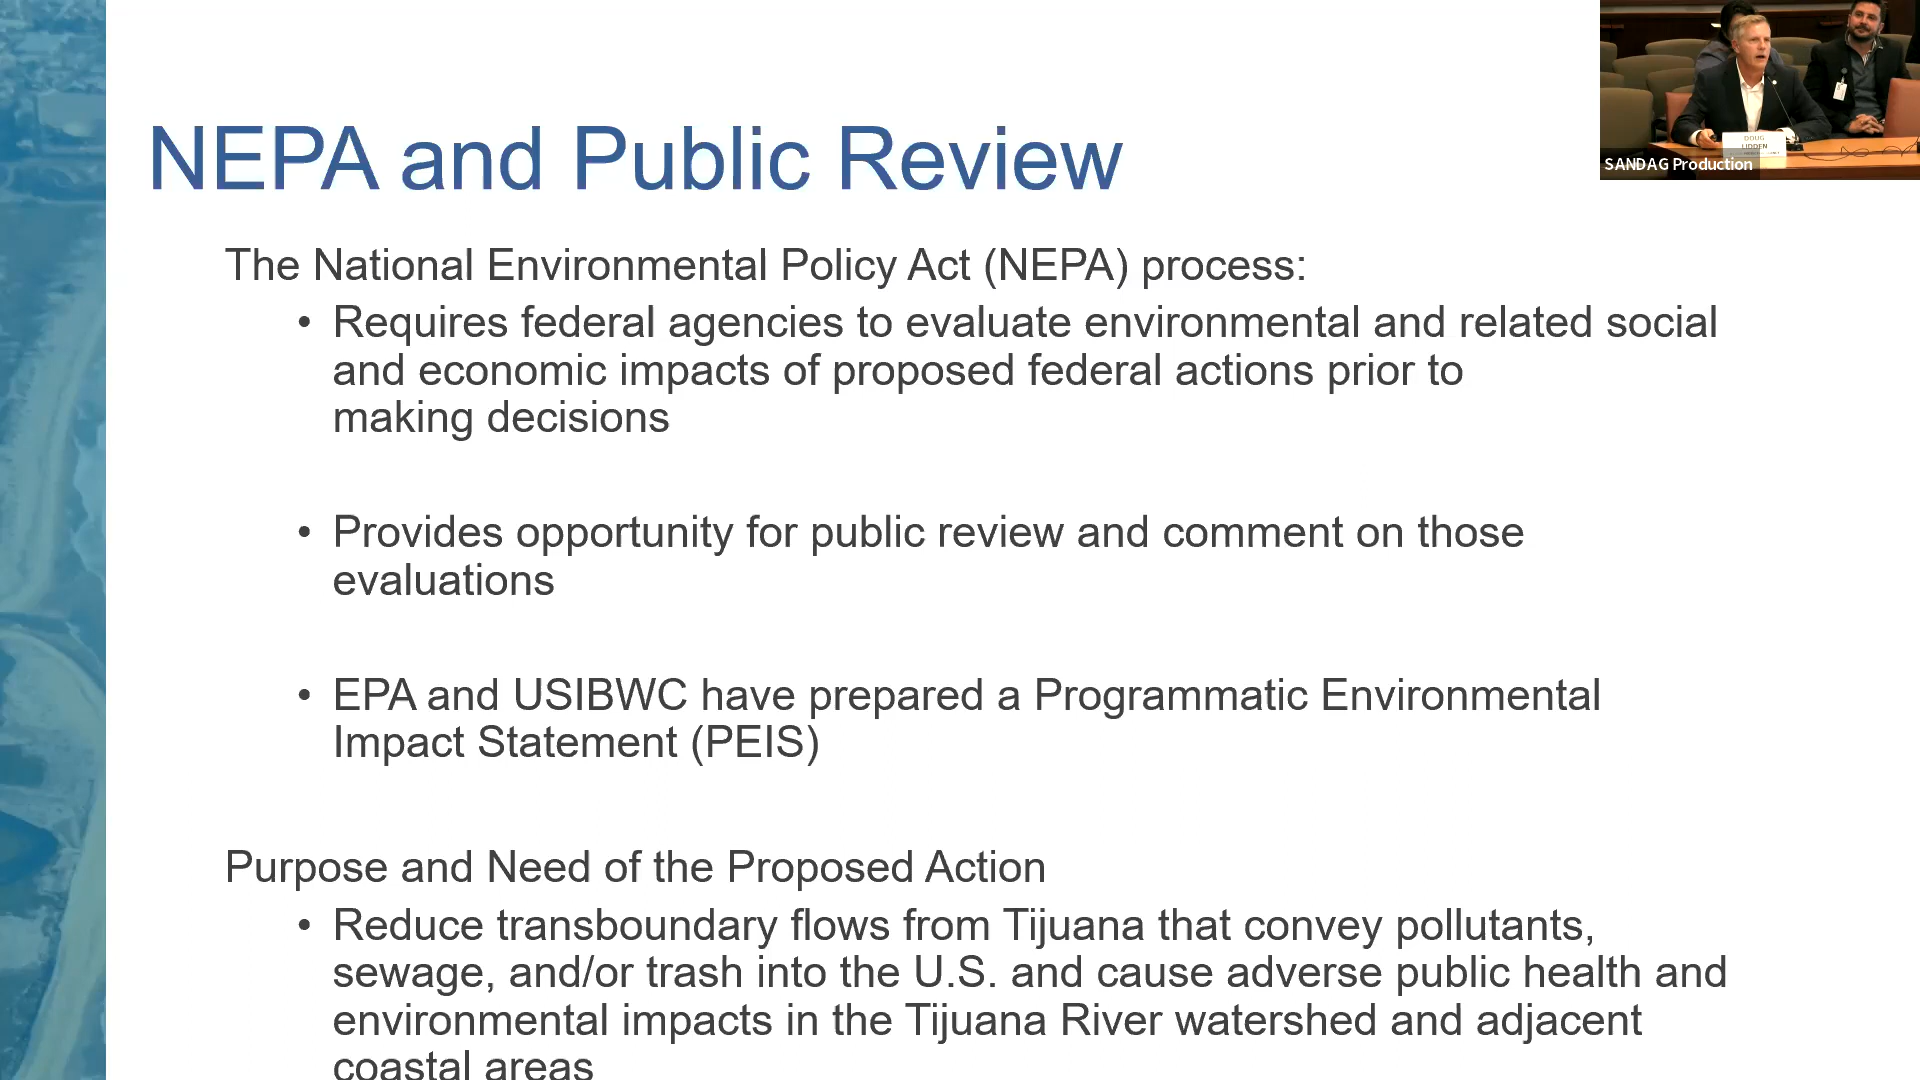 NEPA and Public Review
The National Environmental Policy Act (NEPA) process:
• Requires federal agencies to evaluate environmental and related social
and economic impacts of proposed federal actions prior to
making decisions
• Provides opportunity for public review and comment on those
evaluations
• EPA and USIBWC have prepared a Programmatic Environmental
Impact Statement (PEIS)
Purpose and Need of the Proposed Action
• Reduce transboundary flows from Tijuana that convey pollutants,
sewage, and/or trash into the U.S. and cause adverse public health and
environmental impacts in the Tijuana River watershed and adjacent
coastal areas
DOUG
LIDDEN
SANDAG Production